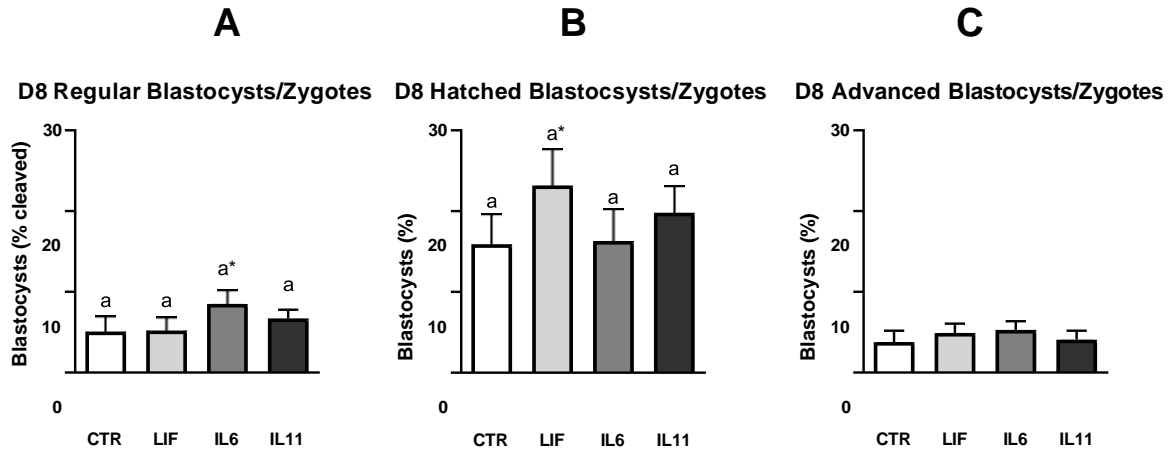 A
B
C
D8 Regular Blastocysts/Zygotes
D8 Hatched Blastocsysts/Zygotes
D8 Advanced Blastocysts/Zygotes
Blastocysts (% cleaved)
30
20
10
0
a
a
a*
a
CTR
LIF
IL6
IL11
Blastocysts (%)
30
20
10
0
a
a*
a
a
CTR
LIF
IL6
IL11
Blastocysts (%)
30
20
10
0
CTR
LIF
IL6
IL11